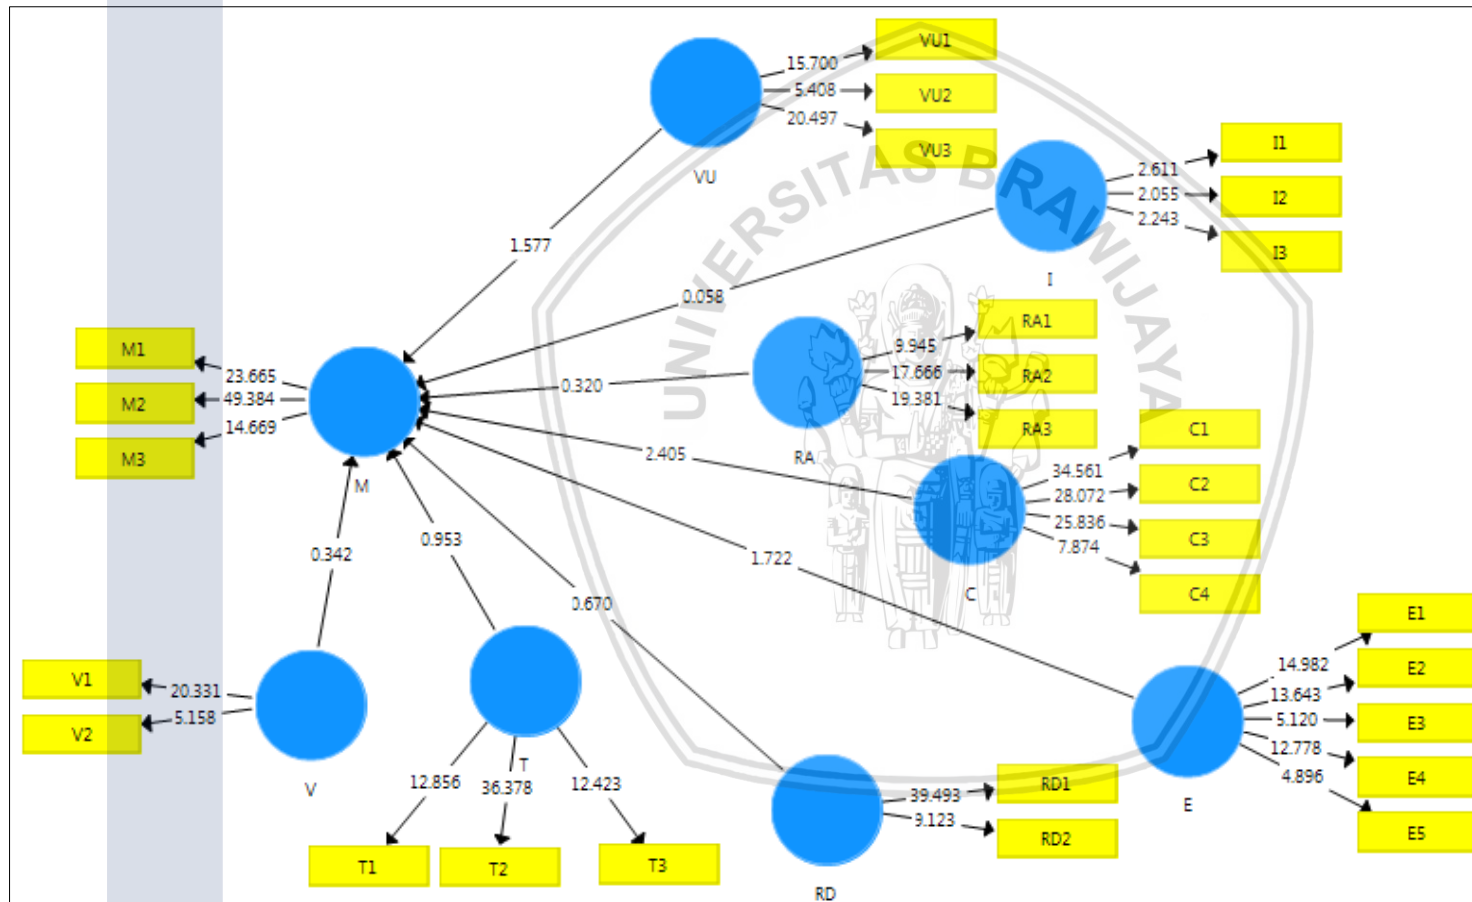 VU1
15.700
5.408
VU2
20.497
VU3
VU
I1
2.611
2.055
I2
2.243
I3
I
UNIVERSITAS BRAWIJAYA
1.577
0.058
RA1
9.945
17.666
RA2
19.381
RA3
RA
0.320
M1
23.665
M2
49.384
14.669
M3
M
2.405
C1
34.561
28.072
C2
25.836
C3
7.874
C4
C
0.342
0.953
1.722
0.670
E1
14.982
E2
13.643
5.120
E3
12.778
E4
4.896
E5
E
V1
20.331
5.158
V2
V
T
12.856
36.378
12.423
T1
T2
T3
39.493
RD1
9.123
RD2
RD